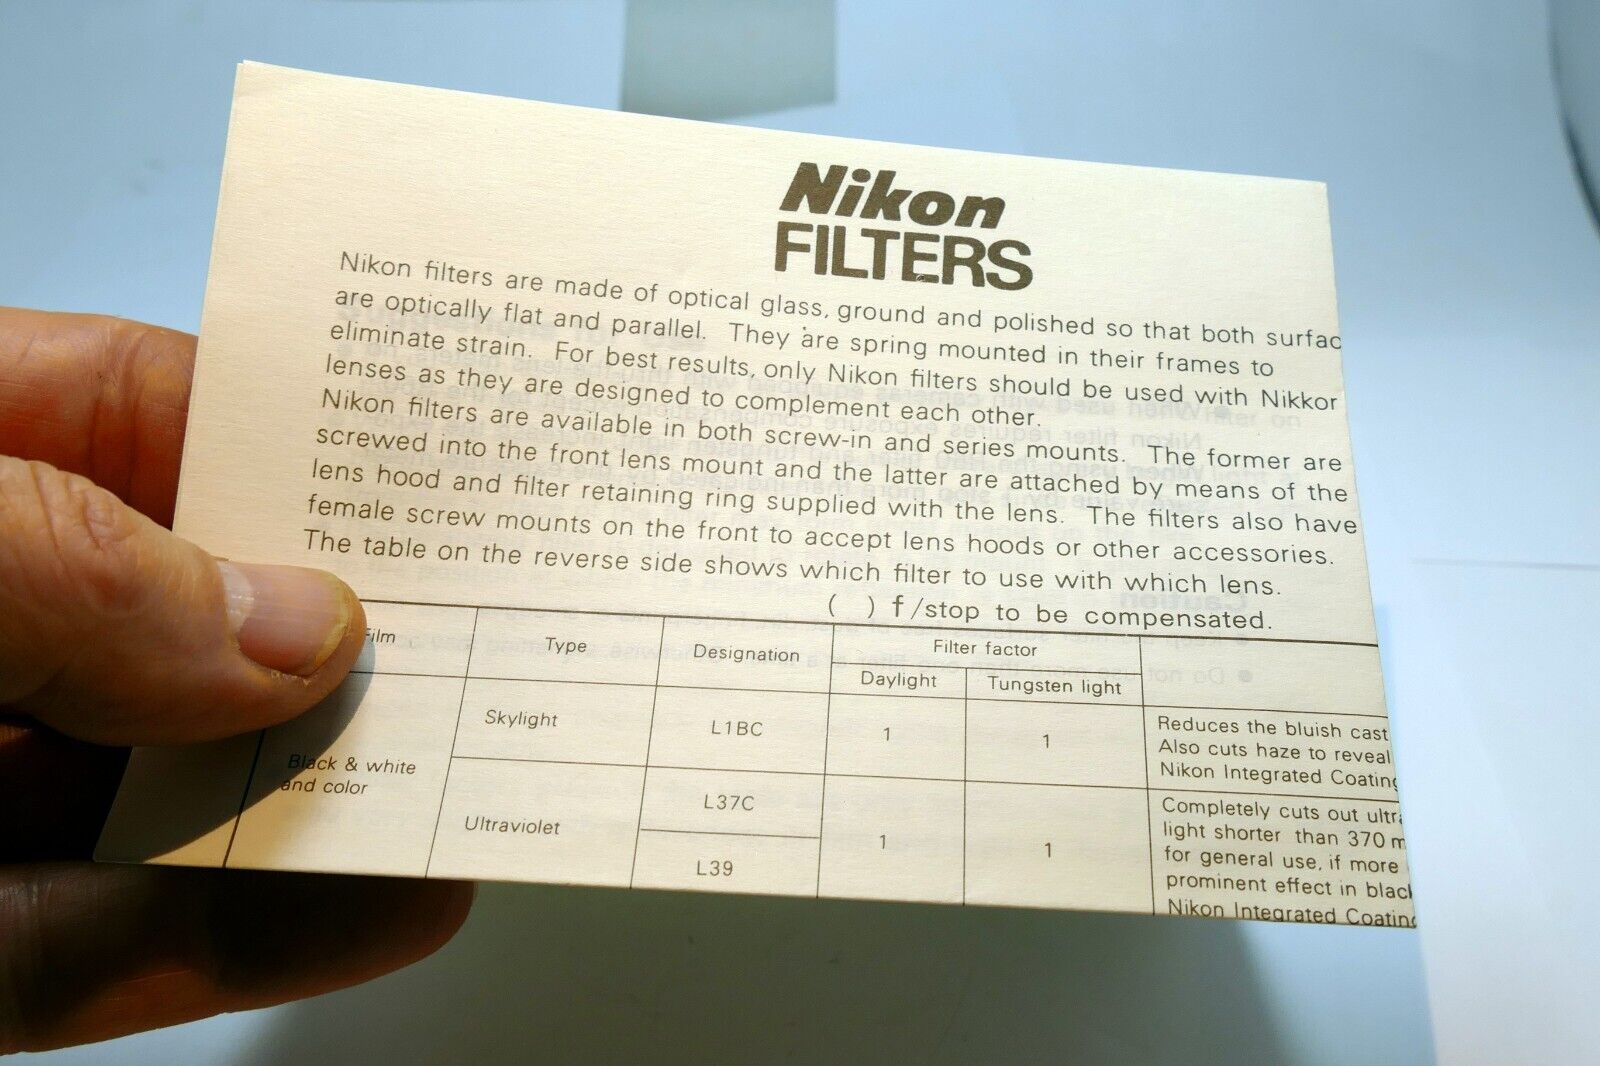 Nikon
FILTERS
Nikon filters are made of optical glass, ground and polished so that both surfac
are optically flat and parallel. They are spring mounted in their frames to
eliminate strain. For best results, only Nikon filters should be used with Nikkor
lenses as they are designed to complement each other.
Nikon filters are available in both screw-in and series mounts. The former are
screwed into the front lens mount and the latter are attached by means of the
lens hood and filter retaining ring supplied with the lens. The filters also have
female screw mounts on the front to accept lens hoods or other accessories.
The table on the reverse side shows which filter to use with which lens.
( ) f/stop to be compensated.
Film Type Designation Filter factor
Daylight Tungsten light
Black & white
and color
Skylight L1BC 1 1
Reduces the bluish cast
Also cuts haze to reveal
Nikon Integrated Coating
Ultraviolet L37C 1 1
L39
Completely cuts out ultra
light shorter than 370 m
for general use, if more
prominent effect in black
Nikon Integrated Coating